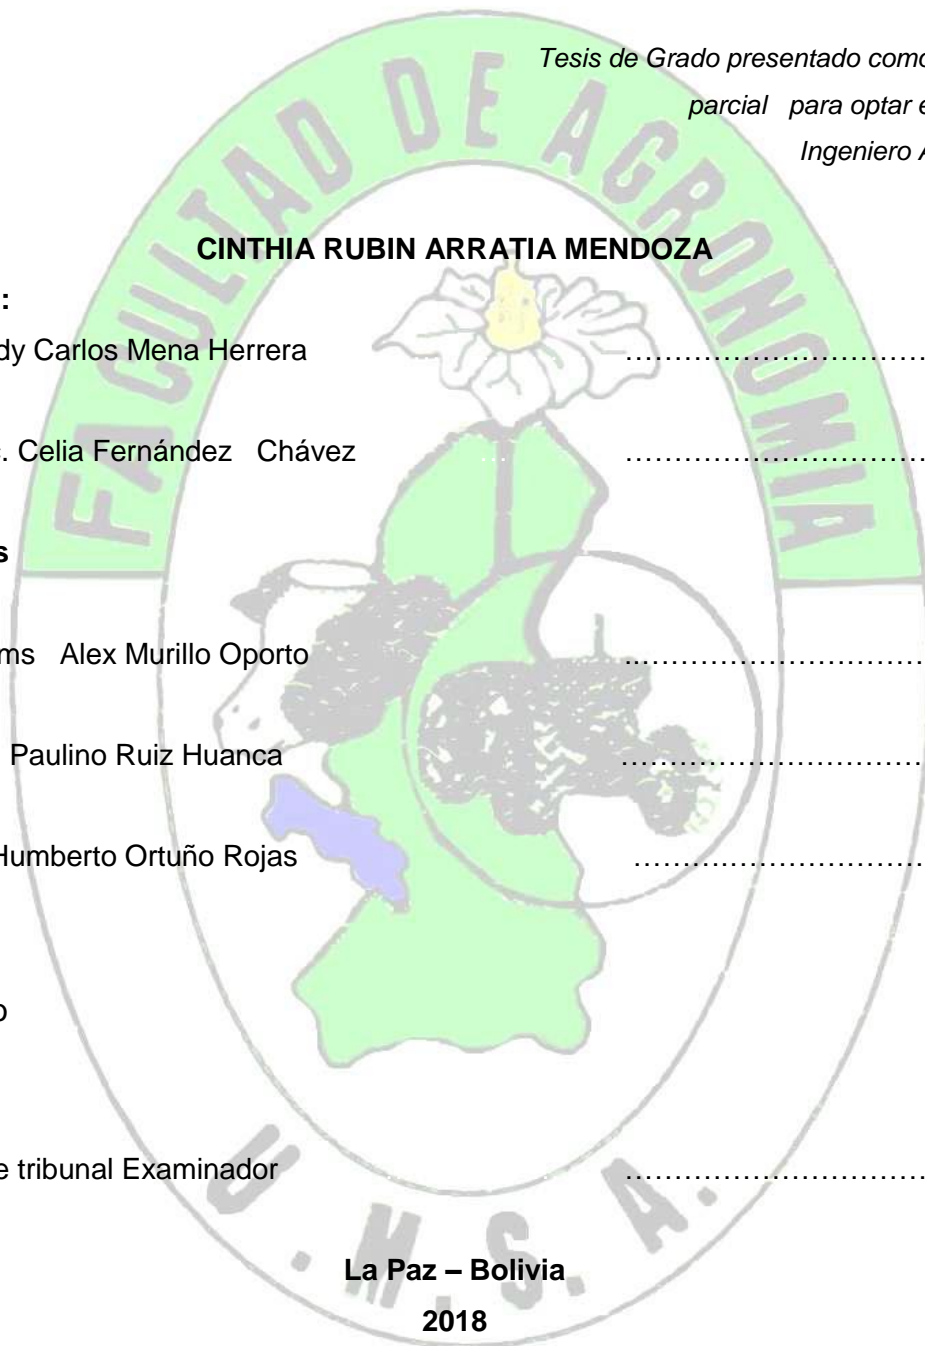 Tesis de Grado presentado como
parcial para optar e
Ingeniero A
CINTHIA RUBIN ARRATIA MENDOZA
:
dy Carlos Mena Herrera ……………………………
. Celia Fernández Chávez ……………………………
s
ms Alex Murillo Oporto ……………………………
Paulino Ruiz Huanca ……………………………
Humberto Ortuño Rojas ……………………………
o
e tribunal Examinador ……………………………
La Paz – Bolivia
2018
FACULTAD DE AGRONOMIA
U.M.S.A.